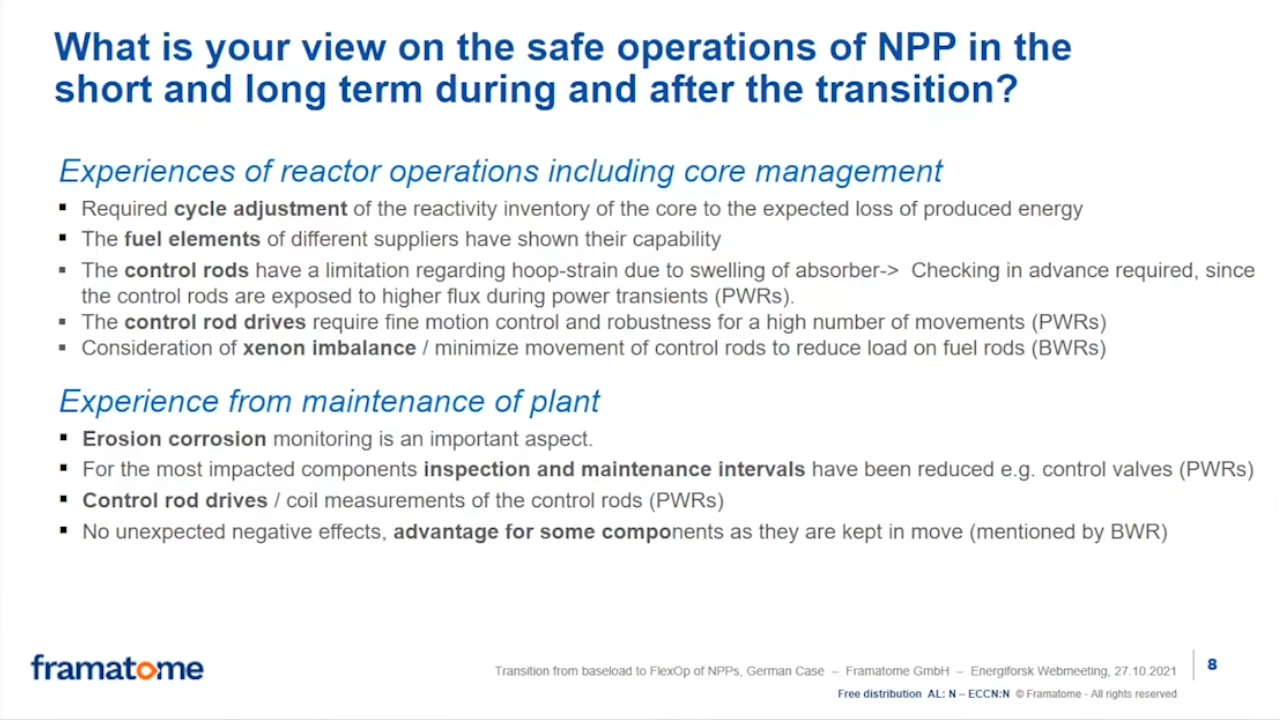 What is your view on the safe operations of NPP in the
short and long term during and after the transition?
Experiences of reactor operations including core management
▪ Required cycle adjustment of the reactivity inventory of the core to the expected loss of produced energy
▪ The fuel elements of different suppliers have shown their capability
▪ The control rods have a limitation regarding hoop-strain due to swelling of absorber-> Checking in advance required, since
the control rods are exposed to higher flux during power transients (PWRs).
▪ The control rod drives require fine motion control and robustness for a high number of movements (PWRs)
▪ Consideration of xenon imbalance / minimize movement of control rods to reduce load on fuel rods (BWRs)
Experience from maintenance of plant
▪ Erosion corrosion monitoring is an important aspect.
▪ For the most impacted components inspection and maintenance intervals have been reduced e.g. control valves (PWRs)
▪ Control rod drives / coil measurements of the control rods (PWRs)
▪ No unexpected negative effects, advantage for some components as they are kept in move (mentioned by BWR)
framatome
Transition from baseload to FlexOp of NPPs, German Case – Framatome GmbH – Energiforsk Webmeeting, 27.10.2021
8
Free distribution AL: N – ECCN:N © Framatome - All rights reserved